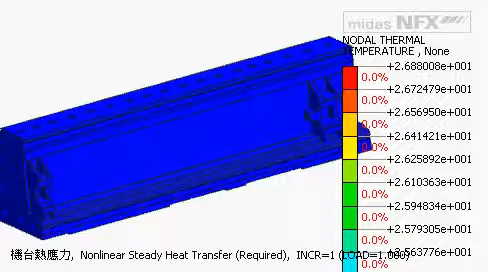 midas NFX
NODAL THERMAL
TEMPERATURE , None
+2.688008e+001
0.0%
+2.672479e+001
0.0%
+2.656950e+001
0.0%
+2.641421e+001
0.0%
+2.625892e+001
0.0%
+2.610363e+001
0.0%
+2.594834e+001
0.0%
+2.579305e+001
0.0%
機台熱應力, Nonlinear Steady Heat Transfer (Required), INCR=1 (LOAD=1.000)